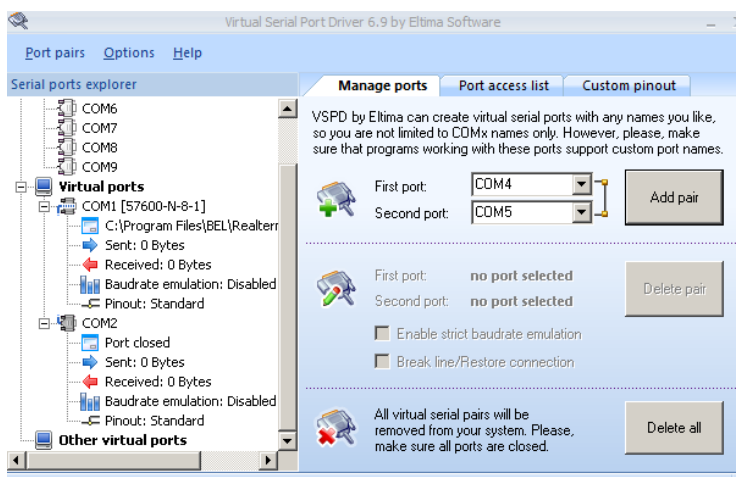 Virtual Serial Port Driver 6.9 by Eltima Software
Port pairs Options Help
Serial ports explorer
COM6
COM7
COM8
COM9
Virtual ports
COM1 [57600-N-8-1]
C:\Program Files\BEL\Realterr
Sent: 0 Bytes
Received: 0 Bytes
Baudrate emulation: Disabled
Pinout: Standard
COM2
Port closed
Sent: 0 Bytes
Received: 0 Bytes
Baudrate emulation: Disabled
Pinout: Standard
Other virtual ports
Manage ports Port access list Custom pinout
VSPD by Eltima can create virtual serial ports with any names you like,
so you are not limited to COMx names only. However, please, make
sure that programs working with these ports support custom port names.
First port: COM4
Second port: COM5
Add pair
First port: no port selected
Second port: no port selected
Delete pair
Enable strict baudrate emulation
Break line/Restore connection
All virtual serial pairs will be
removed from your system. Please,
make sure all ports are closed.
Delete all